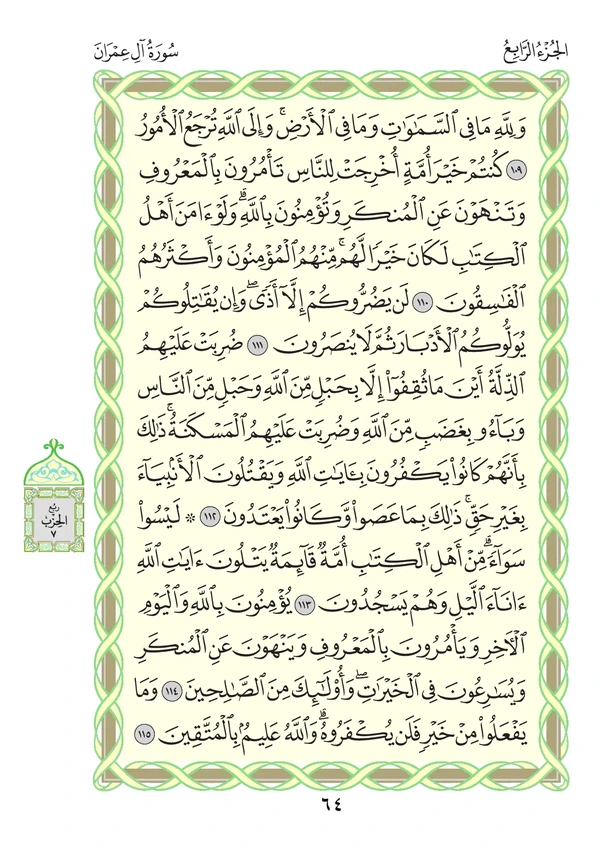 الجُزْءُ الرَّابِعُ
سُورَةُ آلِ عِمْرَانَ
وَلِلَّهِ مَا فِي ٱلسَّمَٰوَٰتِ وَمَا فِي ٱلْأَرْضِۚ وَإِلَى ٱللَّهِ تُرْجَعُ ٱلْأُمُورُ
١٠٩ كُنتُمْ خَيْرَ أُمَّةٍ أُخْرِجَتْ لِلنَّاسِ تَأْمُرُونَ بِٱلْمَعْرُوفِ
وَتَنْهَوْنَ عَنِ ٱلْمُنكَرِ وَتُؤْمِنُونَ بِٱللَّهِۗ وَلَوْ ءَامَنَ أَهْلُ
ٱلْكِتَٰبِ لَكَانَ خَيْرًا لَّهُمۚ مِّنْهُمُ ٱلْمُؤْمِنُونَ وَأَكْثَرُهُمُ
ٱلْفَٰسِقُونَ ١١٠ لَن يَضُرُّوكُمْ إِلَّآ أَذًىۖ وَإِن يُقَٰتِلُوكُمْ
يُوَلُّوكُمُ ٱلْأَدْبَارَ ثُمَّ لَا يُنصَرُونَ ١١١ ضُرِبَتْ عَلَيْهِمُ
ٱلذِّلَّةُ أَيْنَ مَا ثُقِفُوٓا۟ إِلَّا بِحَبْلٍ مِّنَ ٱللَّهِ وَحَبْلٍ مِّنَ ٱلنَّاسِ
وَبَآءُو بِغَضَبٍ مِّنَ ٱللَّهِ وَضُرِبَتْ عَلَيْهِمُ ٱلْمَسْكَنَةُۚ ذَٰلِكَ
بِأَنَّهُمْ كَانُوا۟ يَكْفُرُونَ بِـَٔايَٰتِ ٱللَّهِ وَيَقْتُلُونَ ٱلْأَنۢبِيَآءَ
بِغَيْرِ حَقٍّۚ ذَٰلِكَ بِمَا عَصَوا۟ وَّكَانُوا۟ يَعْتَدُونَ ١١٢ ۞ لَيْسُوا۟
سَوَآءًۗ مِّنْ أَهْلِ ٱلْكِتَٰبِ أُمَّةٌ قَآئِمَةٌ يَتْلُونَ ءَايَٰتِ ٱللَّهِ
ءَانَآءَ ٱلَّيْلِ وَهُمْ يَسْجُدُونَ ١١٣ يُؤْمِنُونَ بِٱللَّهِ وَٱلْيَوْمِ
ٱلْأَخِرِ وَيَأْمُرُونَ بِٱلْمَعْرُوفِ وَيَنْهَوْنَ عَنِ ٱلْمُنكَرِ
وَيُسَٰرِعُونَ فِي ٱلْخَيْرَٰتِۖ وَأُو۟لَٰٓئِكَ مِنَ ٱلصَّٰلِحِينَ ١١٤ وَمَا
يَفْعَلُوا۟ مِنْ خَيْرٍ فَلَن يُكْفَرُوهُۗ وَٱللَّهُ عَلِيمٌۢ بِٱلْمُتَّقِينَ ١١٥
ربع
الحزب
٧
٦٤